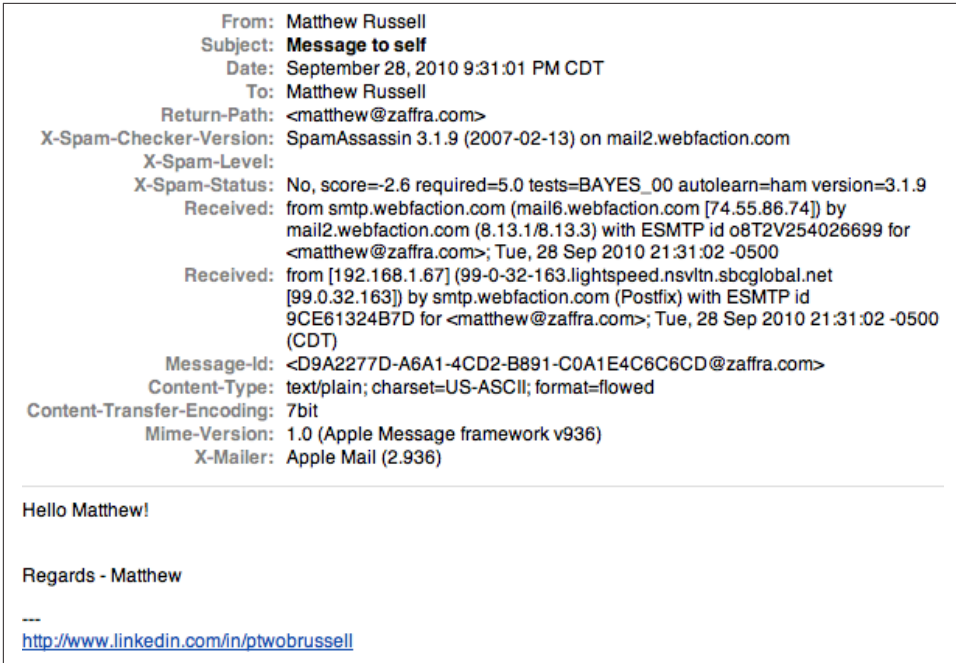 From: Matthew Russell
Subject: Message to self
Date: September 28, 2010 9:31:01 PM CDT
To: Matthew Russell
Return-Path: <matthew@zaffra.com>
X-Spam-Checker-Version: SpamAssassin 3.1.9 (2007-02-13) on mail2.webfaction.com
X-Spam-Level:
X-Spam-Status: No, score=-2.6 required=5.0 tests=BAYES_00 autolearn=ham version=3.1.9
Received: from smtp.webfaction.com (mail6.webfaction.com [74.55.86.74]) by
mail2.webfaction.com (8.13.1/8.13.3) with ESMTP id o8T2V254026699 for
<matthew@zaffra.com>; Tue, 28 Sep 2010 21:31:02 -0500
Received: from [192.168.1.67] (99-0-32-163.lightspeed.nsvltn.sbcglobal.net
[99.0.32.163]) by smtp.webfaction.com (Postfix) with ESMTP id
9CE61324B7D for <matthew@zaffra.com>; Tue, 28 Sep 2010 21:31:02 -0500
(CDT)
Message-Id: <D9A2277D-A6A1-4CD2-B891-C0A1E4C6C6CD@zaffra.com>
Content-Type: text/plain; charset=US-ASCII; format=flowed
Content-Transfer-Encoding: 7bit
Mime-Version: 1.0 (Apple Message framework v936)
X-Mailer: Apple Mail (2.936)
Hello Matthew!
Regards - Matthew
---
http://www.linkedin.com/in/ptwobrussell